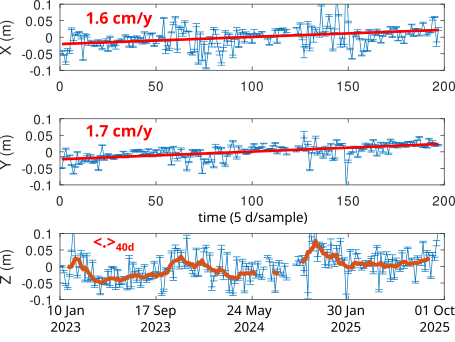 0.1
0.05
0
-0.05
-0.1
X (m)
1.6 cm/y
0 50 100 150 200
0.1
0.05
0
-0.05
-0.1
Y (m)
1.7 cm/y
0 50 100 150 200
time (5 d/sample)
0.1
0.05
0
-0.05
-0.1
Z (m)
<.>40d
10 Jan 17 Sep 24 May 30 Jan 01 Oct
2023 2023 2024 2025 2025